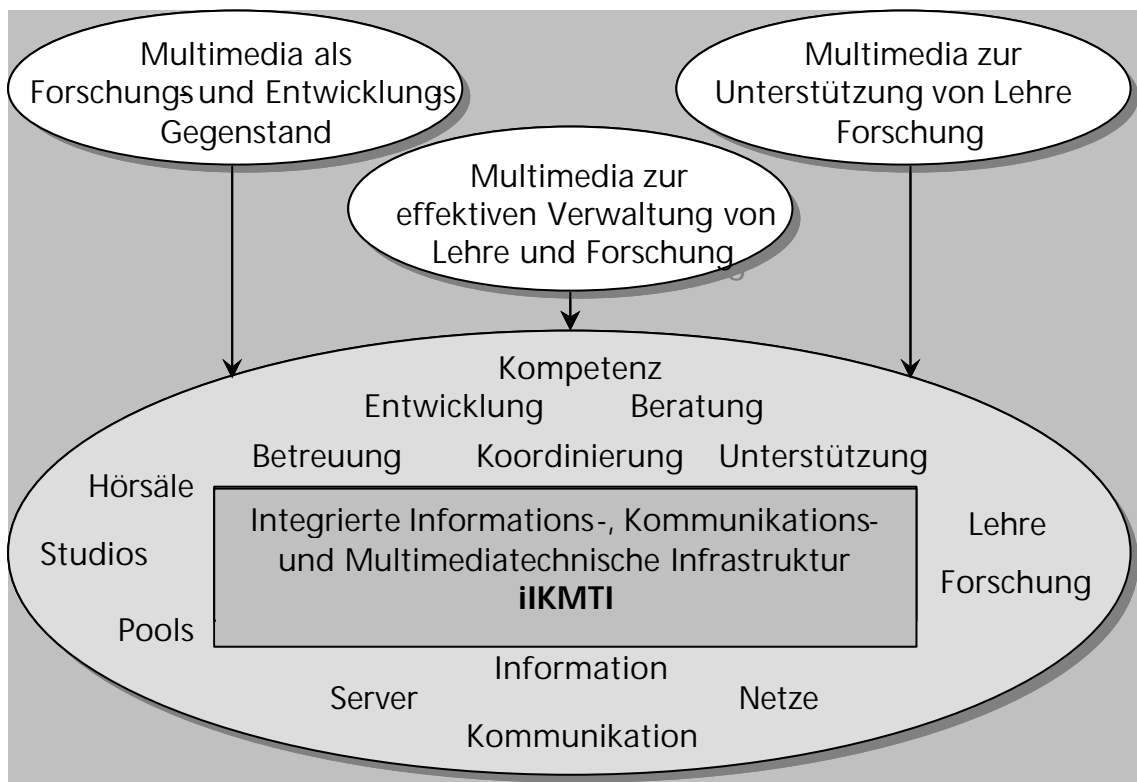 Multimedia als
Forschungs- und Entwicklungs-
Gegenstand
Multimedia zur
Unterstützung von Lehre
Forschung
Multimedia zur
effektiven Verwaltung von
Lehre und Forschung
Kompetenz
Entwicklung Beratung
Betreuung Koordinierung Unterstützung
Hörsäle
Studios
Pools
Integrierte Informations-, Kommunikations-
und Multimediatechnische Infrastruktur
iIKMTI
Lehre
Forschung
Information
Server Netze
Kommunikation